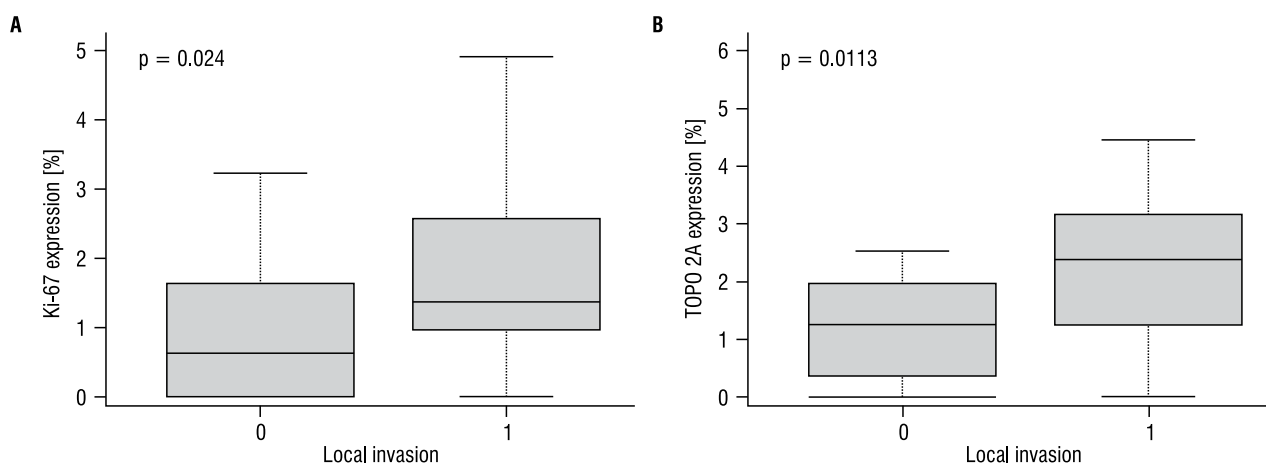 A
p = 0.024
Ki-67 expression [%]
5
4
3
2
1
0
0 1
Local invasion
B
p = 0.0113
TOPO 2A expression [%]
6
5
4
3
2
1
0
0 1
Local invasion